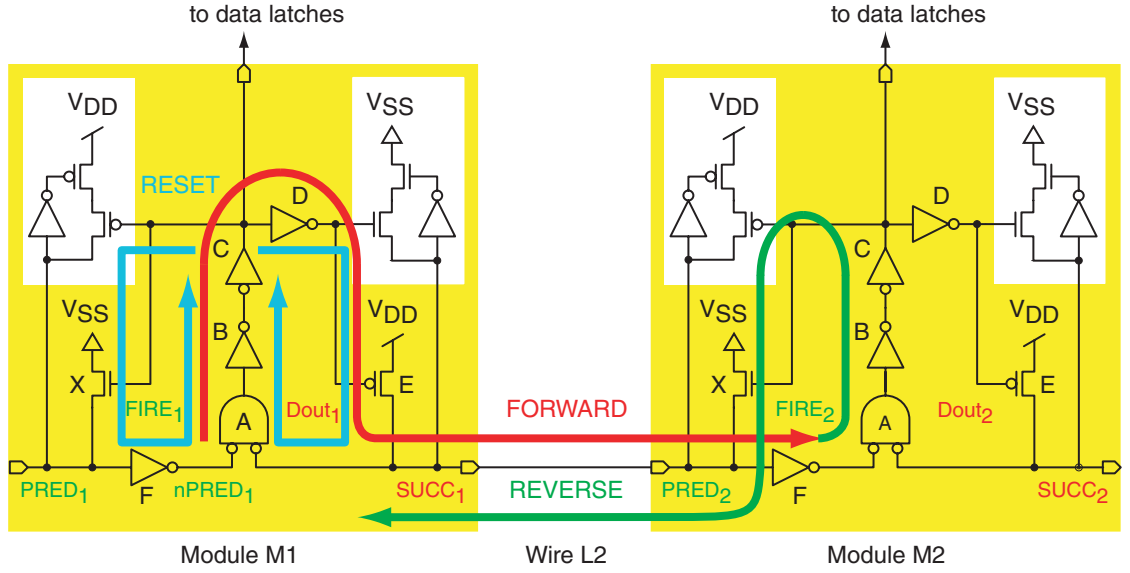 to data latches
to data latches
VDD
VSS
VDD
VSS
RESET
D
D
C
C
VSS
VDD
VSS
VDD
B
B
X
E
X
E
FIRE1
Dout1
A
FORWARD
FIRE2
A
Dout2
PRED1
F
nPRED1
SUCC1
REVERSE
PRED2
F
SUCC2
Module M1
Wire L2
Module M2